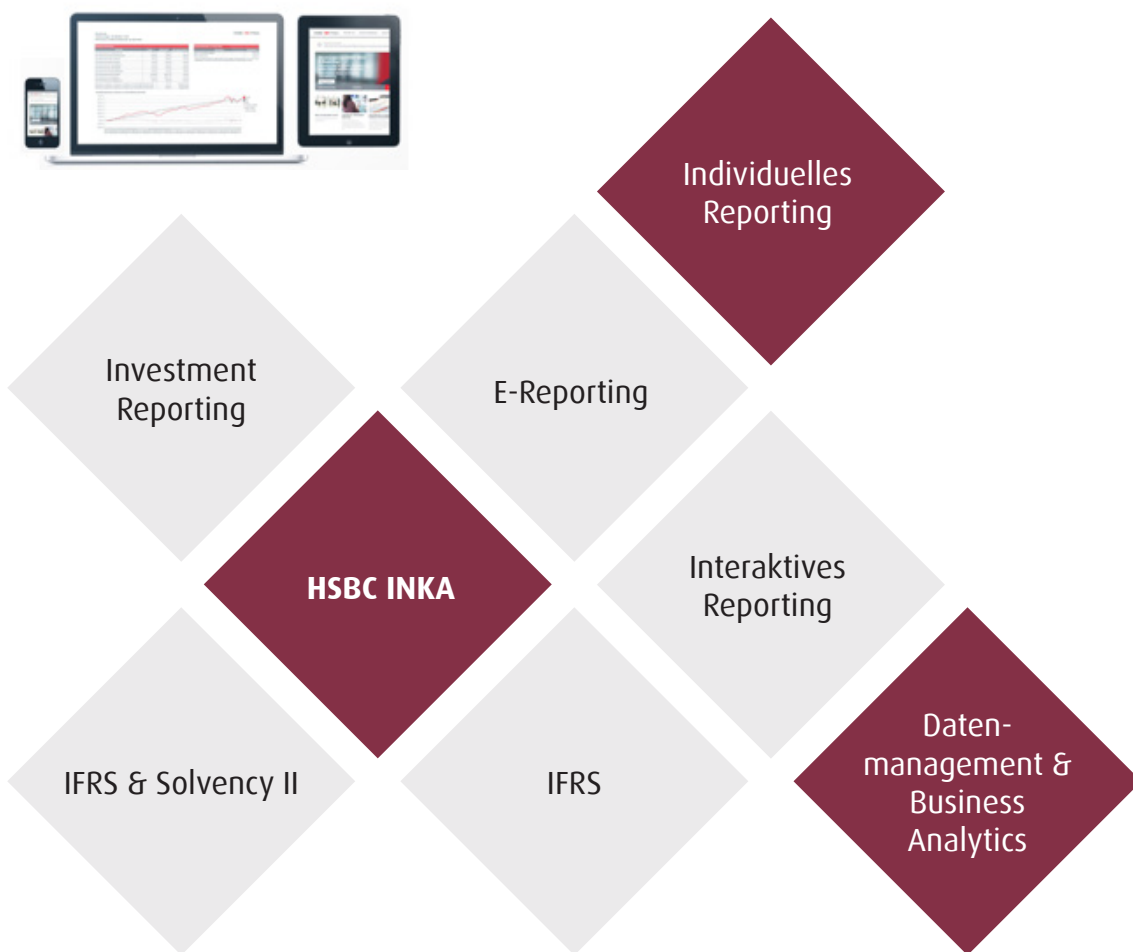 Individuelles
Reporting
Investment
Reporting
E-Reporting
HSBC INKA
Interaktives
Reporting
IFRS & Solvency II
IFRS
Daten-
management &
Business
Analytics